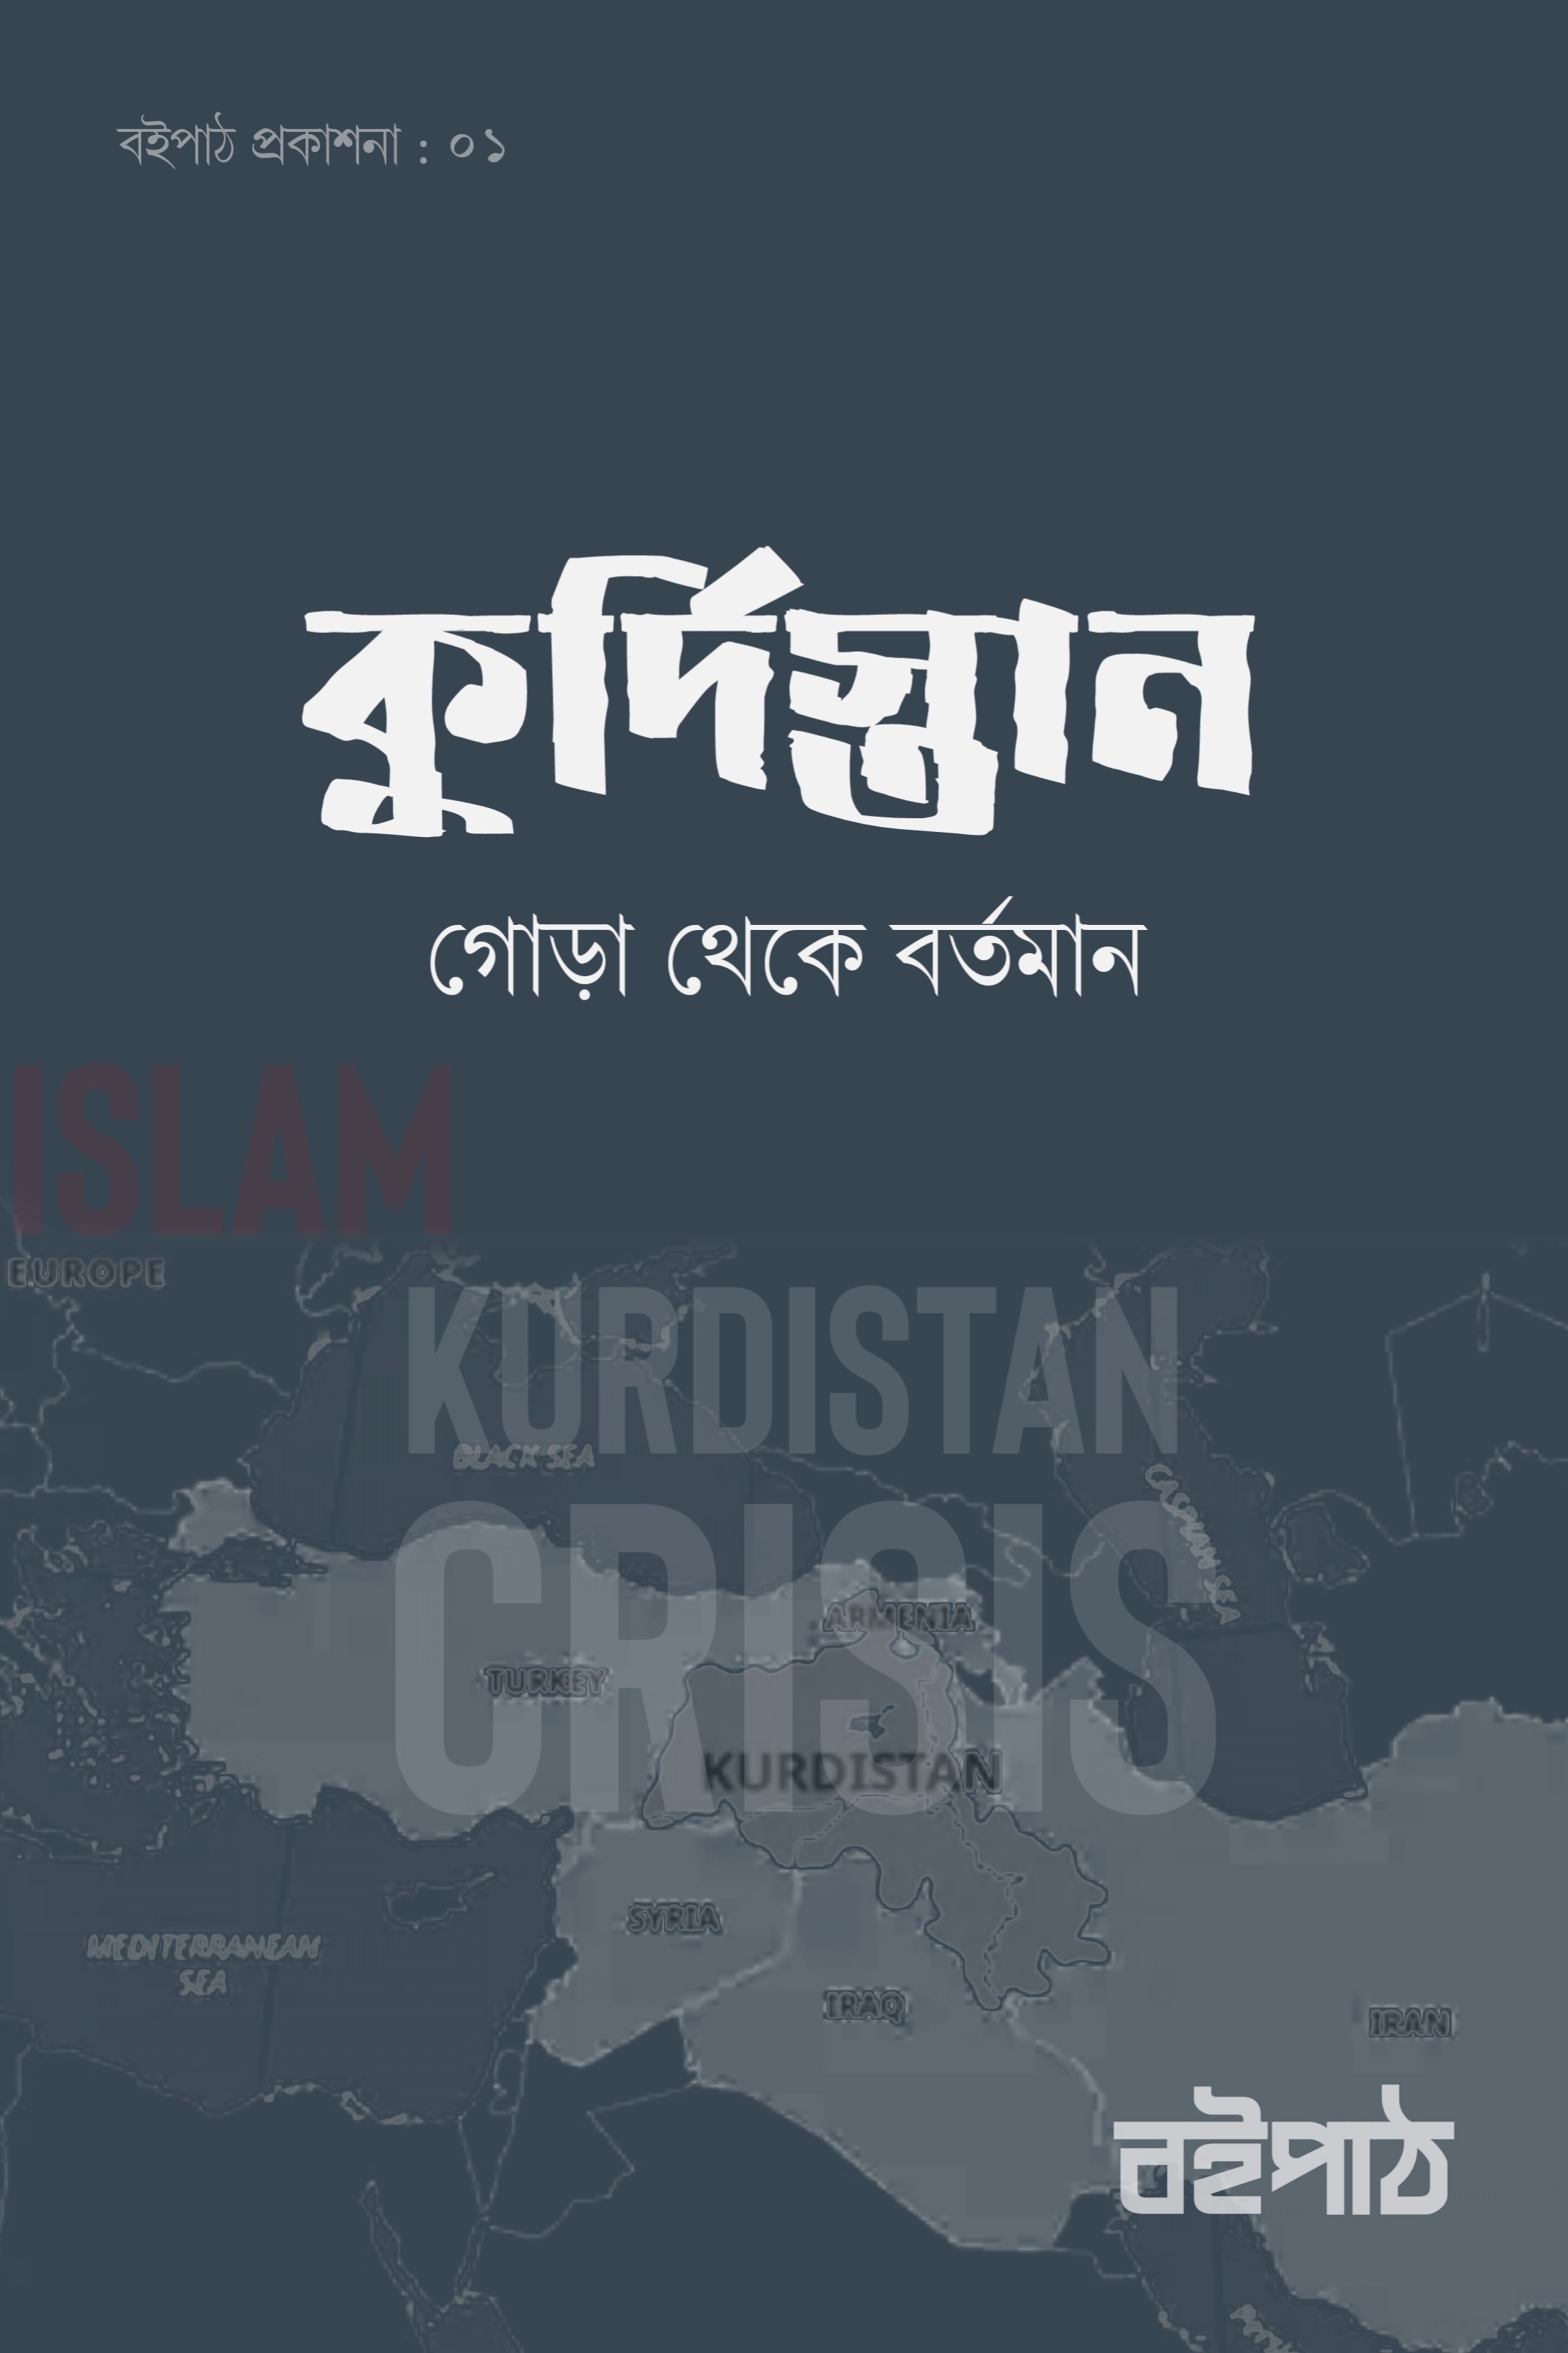 বইপাঠ প্রকাশনা : ০১
কুর্দিস্তান
গোড়া থেকে বর্তমান
ISLAM
EUROPE
KURDISTAN
BLACK SEA
CASPIAN SEA
CRISIS
ARMENIA
TURKEY
KURDISTAN
SYRIA
MEDITERRANEAN
SEA
IRAQ
IRAN
বইপাঠ